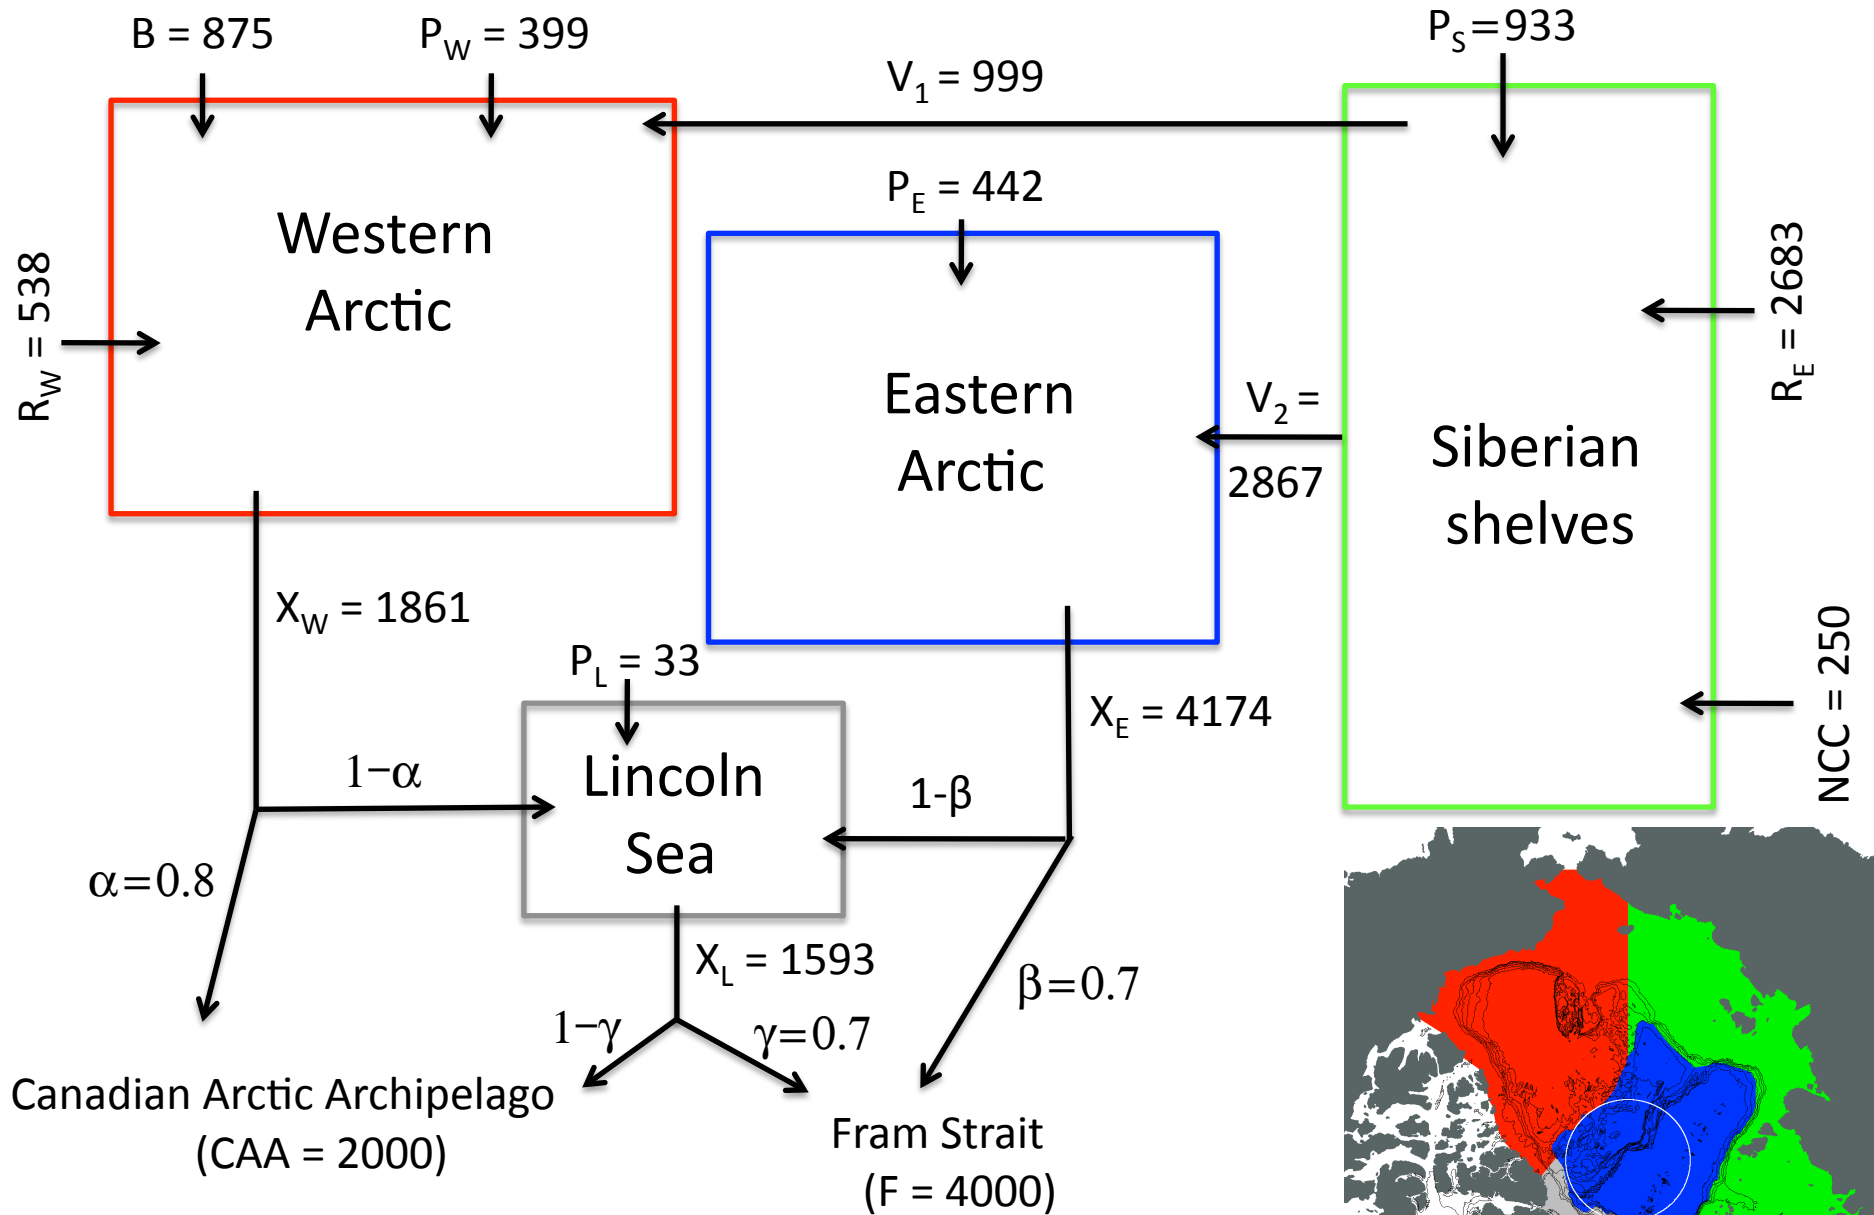 B = 875
P_W = 399
P_S=933
V_1 = 999
P_E = 442
Western
Arctic
R_W = 538
R_E = 2683
Eastern
Arctic
V_2 =
2867
Siberian
shelves
X_W = 1861
P_L = 33
X_E = 4174
NCC = 250
1−α
Lincoln
Sea
1-β
α=0.8
X_L = 1593
β=0.7
1−γ
γ=0.7
Canadian Arctic Archipelago
(CAA = 2000)
Fram Strait
(F = 4000)